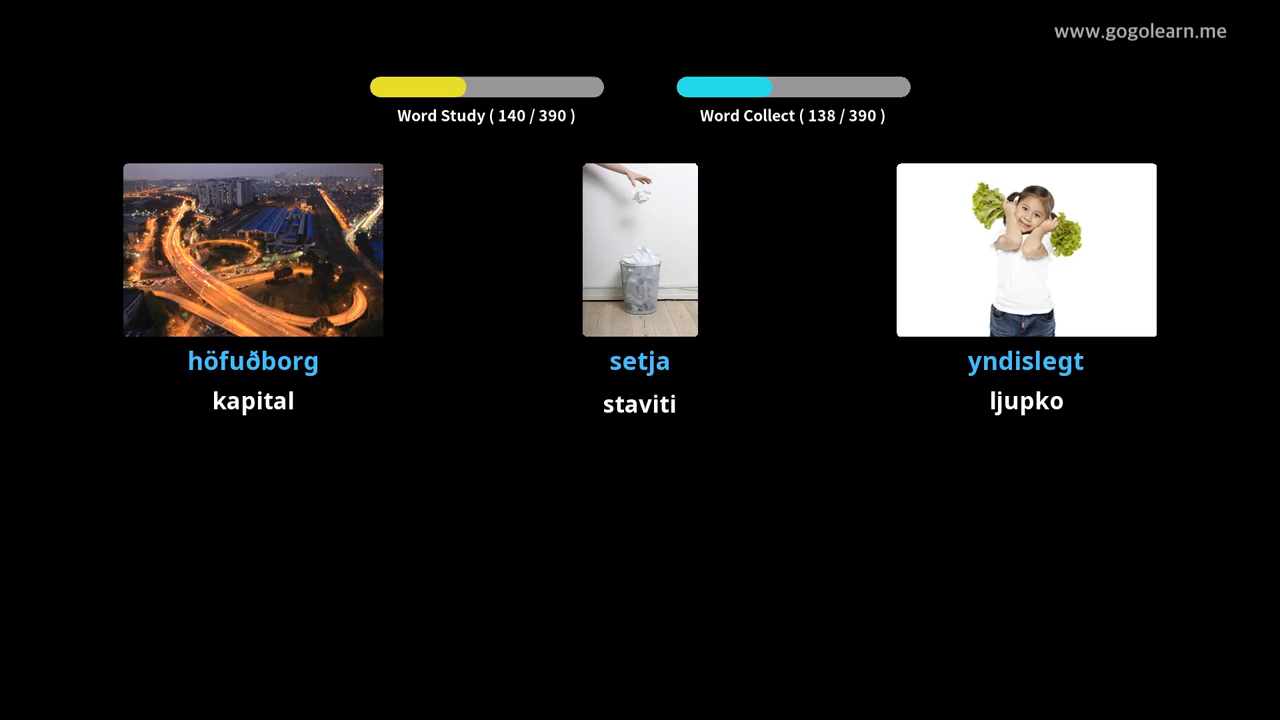 www.gogolearn.me
Word Study ( 140 / 390 )
Word Collect ( 138 / 390 )
höfuðborg
kapital
setja
staviti
yndislegt
ljupko